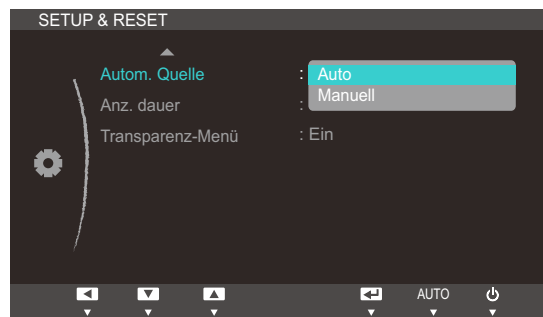 SETUP & RESET
Autom. Quelle : Auto
Manuell
Anz. dauer :
Transparenz-Menü : Ein
AUTO